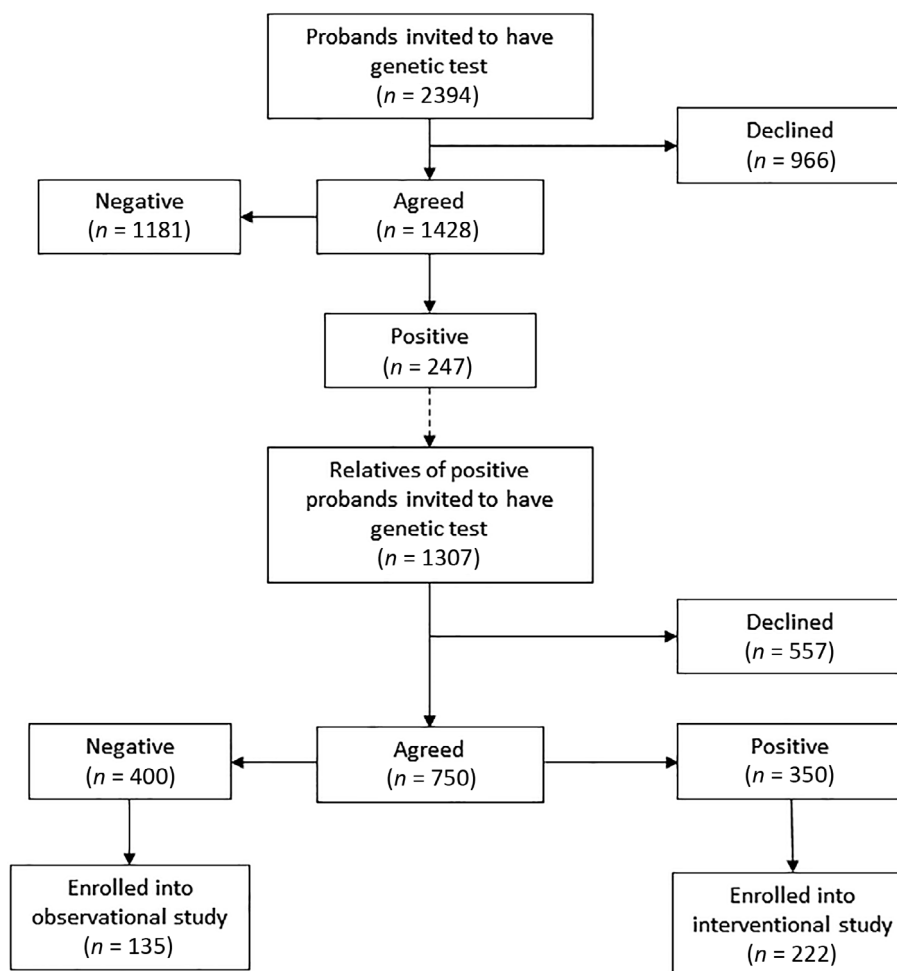 Probands invited to have
genetic test
(n = 2394)
Declined
(n = 966)
Negative
(n = 1181)
Agreed
(n = 1428)
Positive
(n = 247)
Relatives of positive
probands invited to have
genetic test
(n = 1307)
Declined
(n = 557)
Negative
(n = 400)
Agreed
(n = 750)
Positive
(n = 350)
Enrolled into
observational study
(n = 135)
Enrolled into
interventional study
(n = 222)